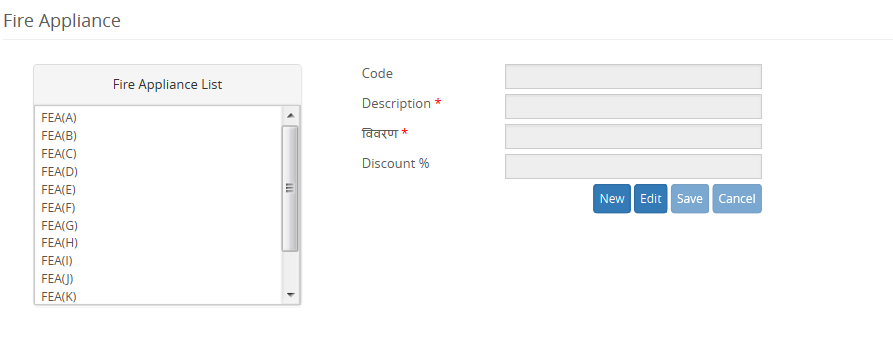 Fire Appliance
Fire Appliance List
FEA(A)
FEA(B)
FEA(C)
FEA(D)
FEA(E)
FEA(F)
FEA(G)
FEA(H)
FEA(I)
FEA(J)
FEA(K)
Code
Description *
विवरण *
Discount %
New Edit Save Cancel